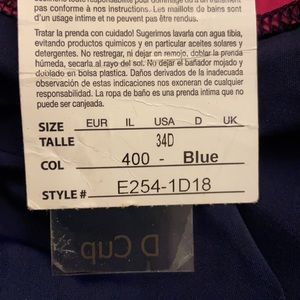 traitement
pas conforme à instructions. Les maillots de bains sont
d'un usage intime et ne peuvent pas être rendus.
Tratar la prenda con cuidado! Sugerimos lavarla con agua tibia,
evitando productos químicos y en particular aceites solares y
detergentes. No restregar, ni dejar en remojo, doblar la prenda
húmeda, secarla al rayo del sol. No dejar el bañador mojado y
doblado en bolsa plastica. Daños derivados de la inadecuada
observación de estas indicaciones nos exoneran de cualquier
responsabilidad. La ropa de baño es una prenda intima que no
puede ser canjeada.
SIZE EUR IL USA D UK
TALLE 34D
COL 400 - Blue
STYLE # E254-1D18
D Cup